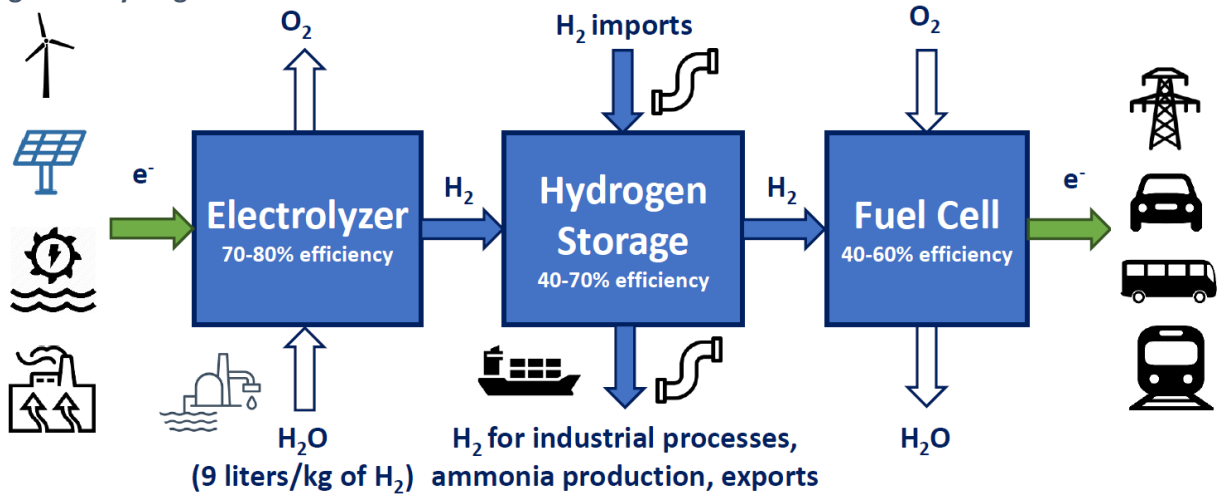 O₂
H₂ imports
O₂
e⁻
Electrolyzer
70-80% efficiency
H₂
Hydrogen
Storage
40-70% efficiency
H₂
Fuel Cell
40-60% efficiency
e⁻
H₂O
(9 liters/kg of H₂)
H₂ for industrial processes,
ammonia production, exports
H₂O